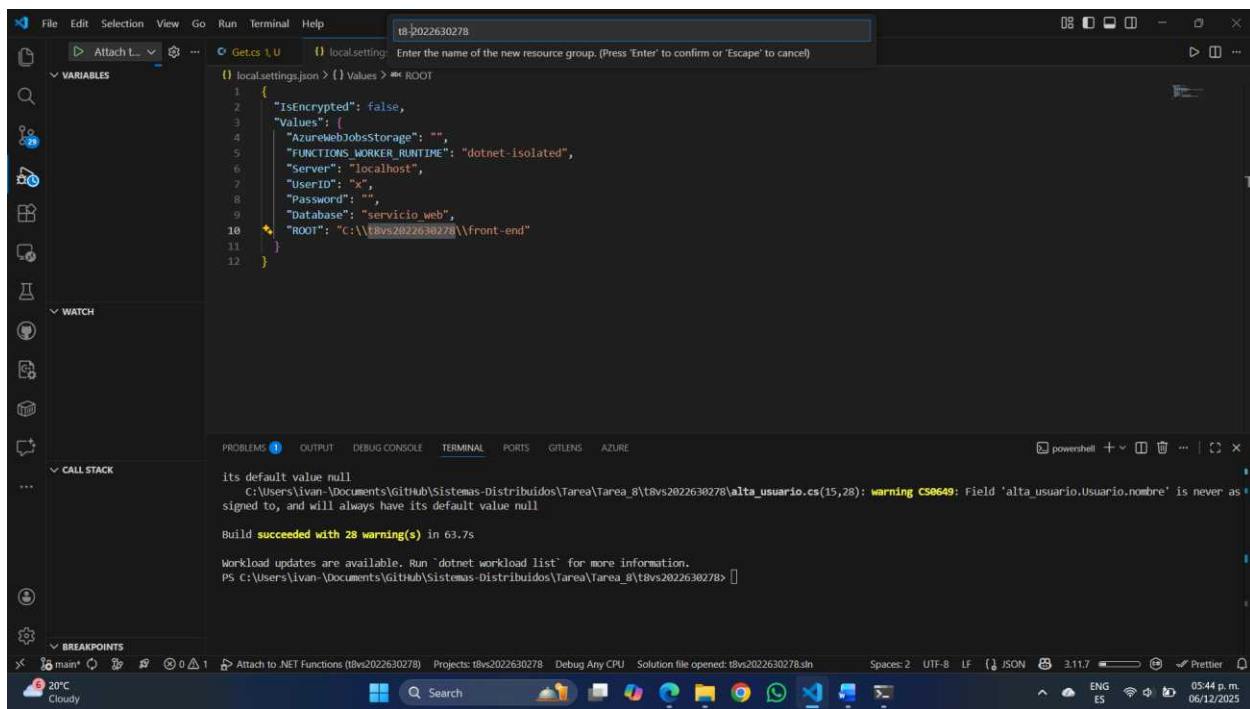 File Edit Selection View Go Run Terminal Help
t8-2022630278
Enter the name of the new resource group. (Press 'Enter' to confirm or 'Escape' to cancel)
Attach t...
Get.cs 1, U
local.setting
VARIABLES
local.settings.json > {} Values > abc ROOT
1 {
2 "IsEncrypted": false,
3 "Values": {
4 "AzureWebJobsStorage": "",
5 "FUNCTIONS_WORKER_RUNTIME": "dotnet-isolated",
6 "Server": "localhost",
7 "UserID": "x",
8 "Password": "",
9 "Database": "servicio_web",
10 "ROOT": "C:\\t8vs2022630278\\front-end"
11 }
12 }
29
WATCH
CALL STACK
BREAKPOINTS
PROBLEMS 1 OUTPUT DEBUG CONSOLE TERMINAL PORTS GITLENS AZURE
powershell
its default value null
C:\Users\ivan-\Documents\GitHub\Sistemas-Distribuidos\Tarea\Tarea_8\t8vs2022630278\alta_usuario.cs(15,28): warning CS0649: Field 'alta_usuario.Usuario.nombre' is never as
signed to, and will always have its default value null
Build succeeded with 28 warning(s) in 63.7s
Workload updates are available. Run `dotnet workload list` for more information.
PS C:\Users\ivan-\Documents\GitHub\Sistemas-Distribuidos\Tarea\Tarea_8\t8vs2022630278>
main* 0 1 Attach to .NET Functions (t8vs2022630278) Projects: t8vs2022630278 Debug Any CPU Solution file opened: t8vs2022630278.sln Spaces: 2 UTF-8 LF {} JSON 3.11.7 Prettier
6
20°C
Cloudy
Search
ENG
ES
05:44 p. m.
06/12/2025